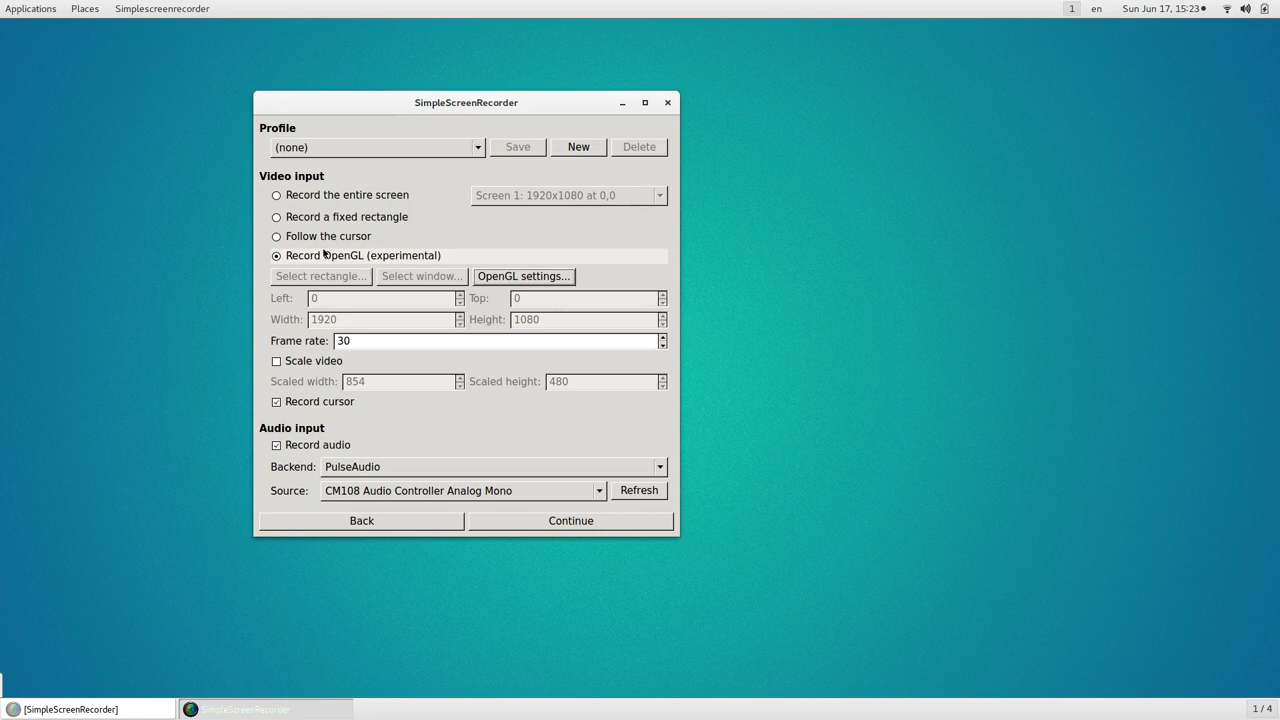 Applications Places Simplescreenrecorder 1 en Sun Jun 17, 15:23
SimpleScreenRecorder
Profile
(none) Save New Delete
Video input
Record the entire screen Screen 1: 1920x1080 at 0,0
Record a fixed rectangle
Follow the cursor
Record OpenGL (experimental)
Select rectangle... Select window... OpenGL settings...
Left: 0 Top: 0
Width: 1920 Height: 1080
Frame rate: 30
Scale video
Scaled width: 854 Scaled height: 480
Record cursor
Audio input
Record audio
Backend: PulseAudio
Source: CM108 Audio Controller Analog Mono Refresh
Back Continue
[SimpleScreenRecorder] SimpleScreenRecorder 1 / 4